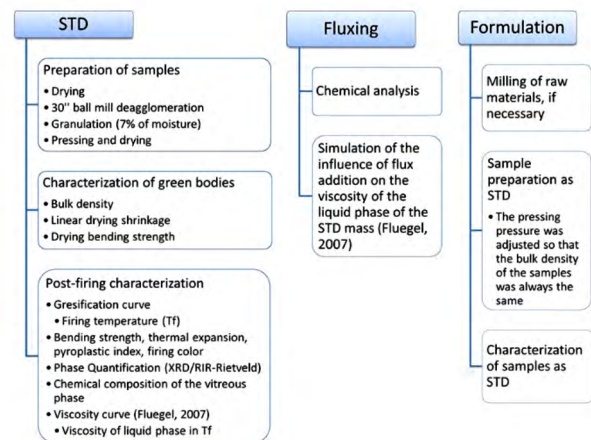 STD
Preparation of samples
• Drying
• 30'' ball mill deagglomeration
• Granulation (7% of moisture)
• Pressing and drying
Characterization of green bodies
• Bulk density
• Linear drying shrinkage
• Drying bending strength
Post-firing characterization
• Gresification curve
• Firing temperature (Tf)
• Bending strength, thermal expansion,
pyroplastic index, firing color
• Phase Quantification (XRD/RIR-Rietveld)
• Chemical composition of the vitreous
phase
• Viscosity curve (Fluegel, 2007)
• Viscosity of liquid phase in Tf
Fluxing
Chemical analysis
Simulation of the
influence of flux
addition on the
viscosity of the
liquid phase of the
STD mass (Fluegel,
2007)
Formulation
Milling of raw
materials, if
necessary
Sample
preparation as
STD
• The pressing
pressure was
adjusted so that
the bulk density
of the samples
was always the
same
Characterization
of samples as
STD